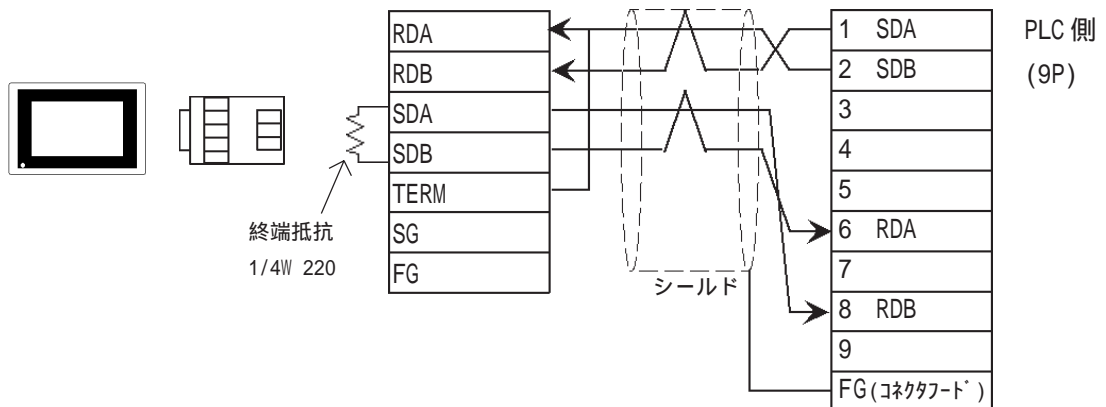 RDA
RDB
SDA
SDB
TERM
SG
FG
終端抵抗
1/4W 220
シールド
1 SDA
2 SDB
3
4
5
6 RDA
7
8 RDB
9
FG(ｺﾈｸﾀﾌｰﾄﾞ)
PLC 側
(9P)